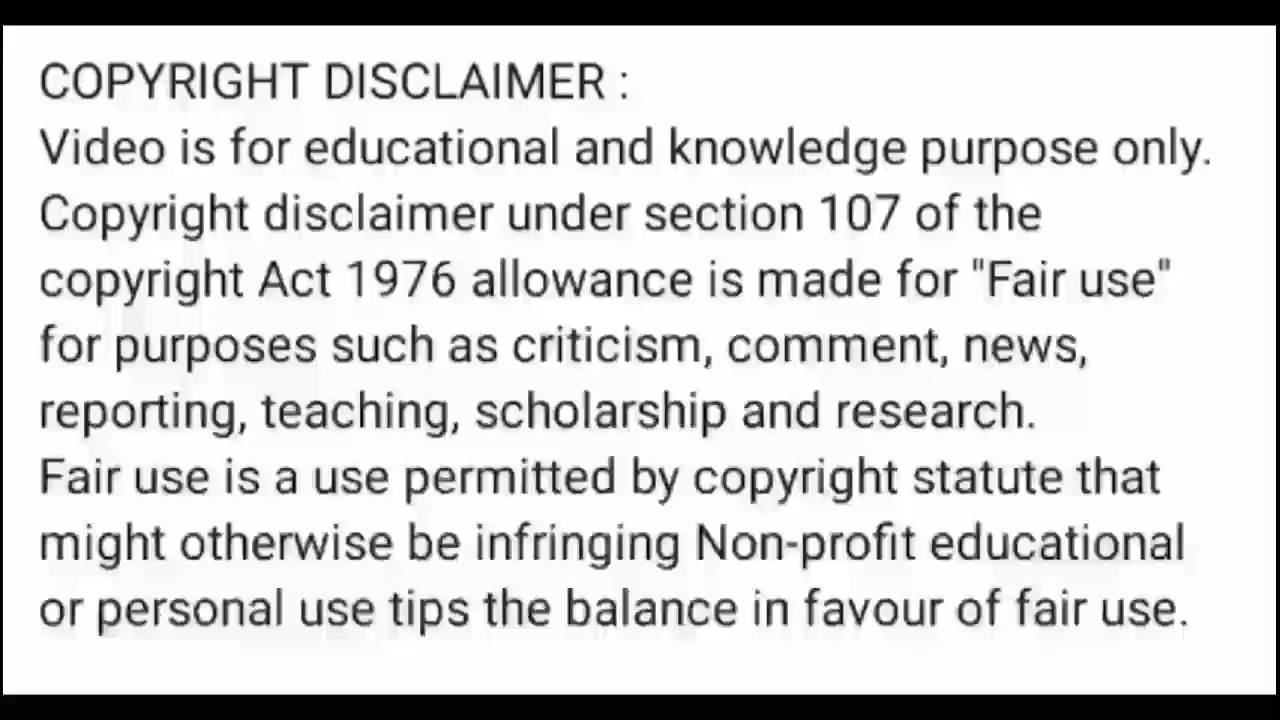 COPYRIGHT DISCLAIMER :
Video is for educational and knowledge purpose only.
Copyright disclaimer under section 107 of the
copyright Act 1976 allowance is made for "Fair use"
for purposes such as criticism, comment, news,
reporting, teaching, scholarship and research.
Fair use is a use permitted by copyright statute that
might otherwise be infringing Non-profit educational
or personal use tips the balance in favour of fair use.